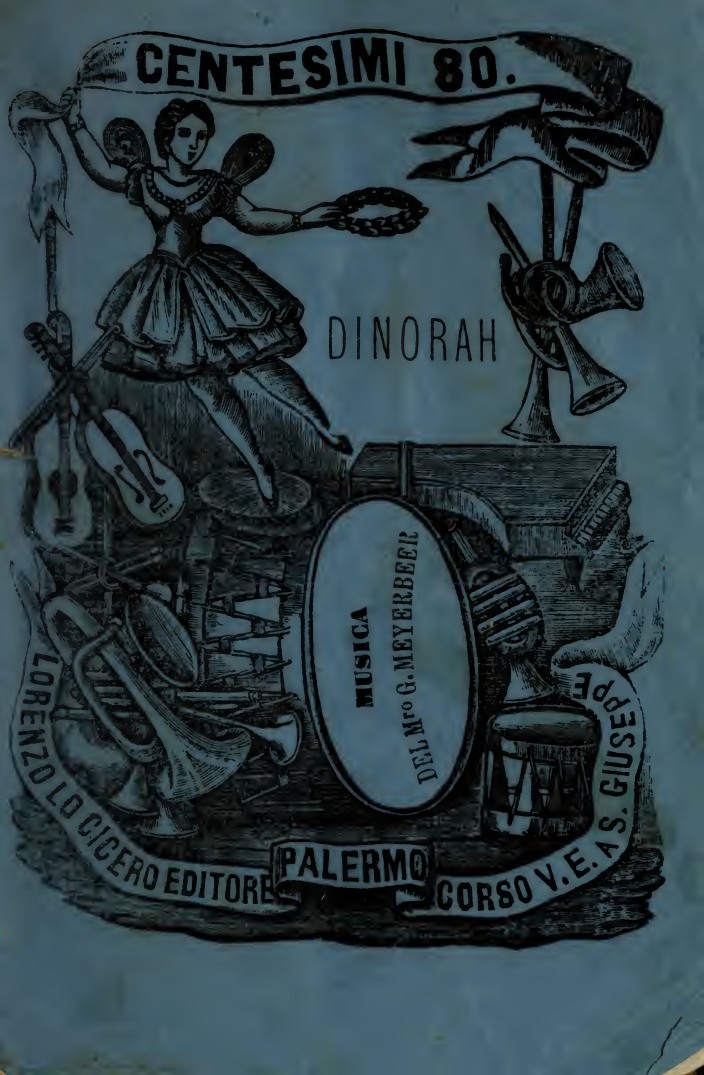 CENTESIMI 80.
DINORAH
MUSICA
DEL Mro G. MEYERBEER
LORENZO LO CICERO EDITORE
PALERMO
CORSO V. E. A S. GIUSEPPE